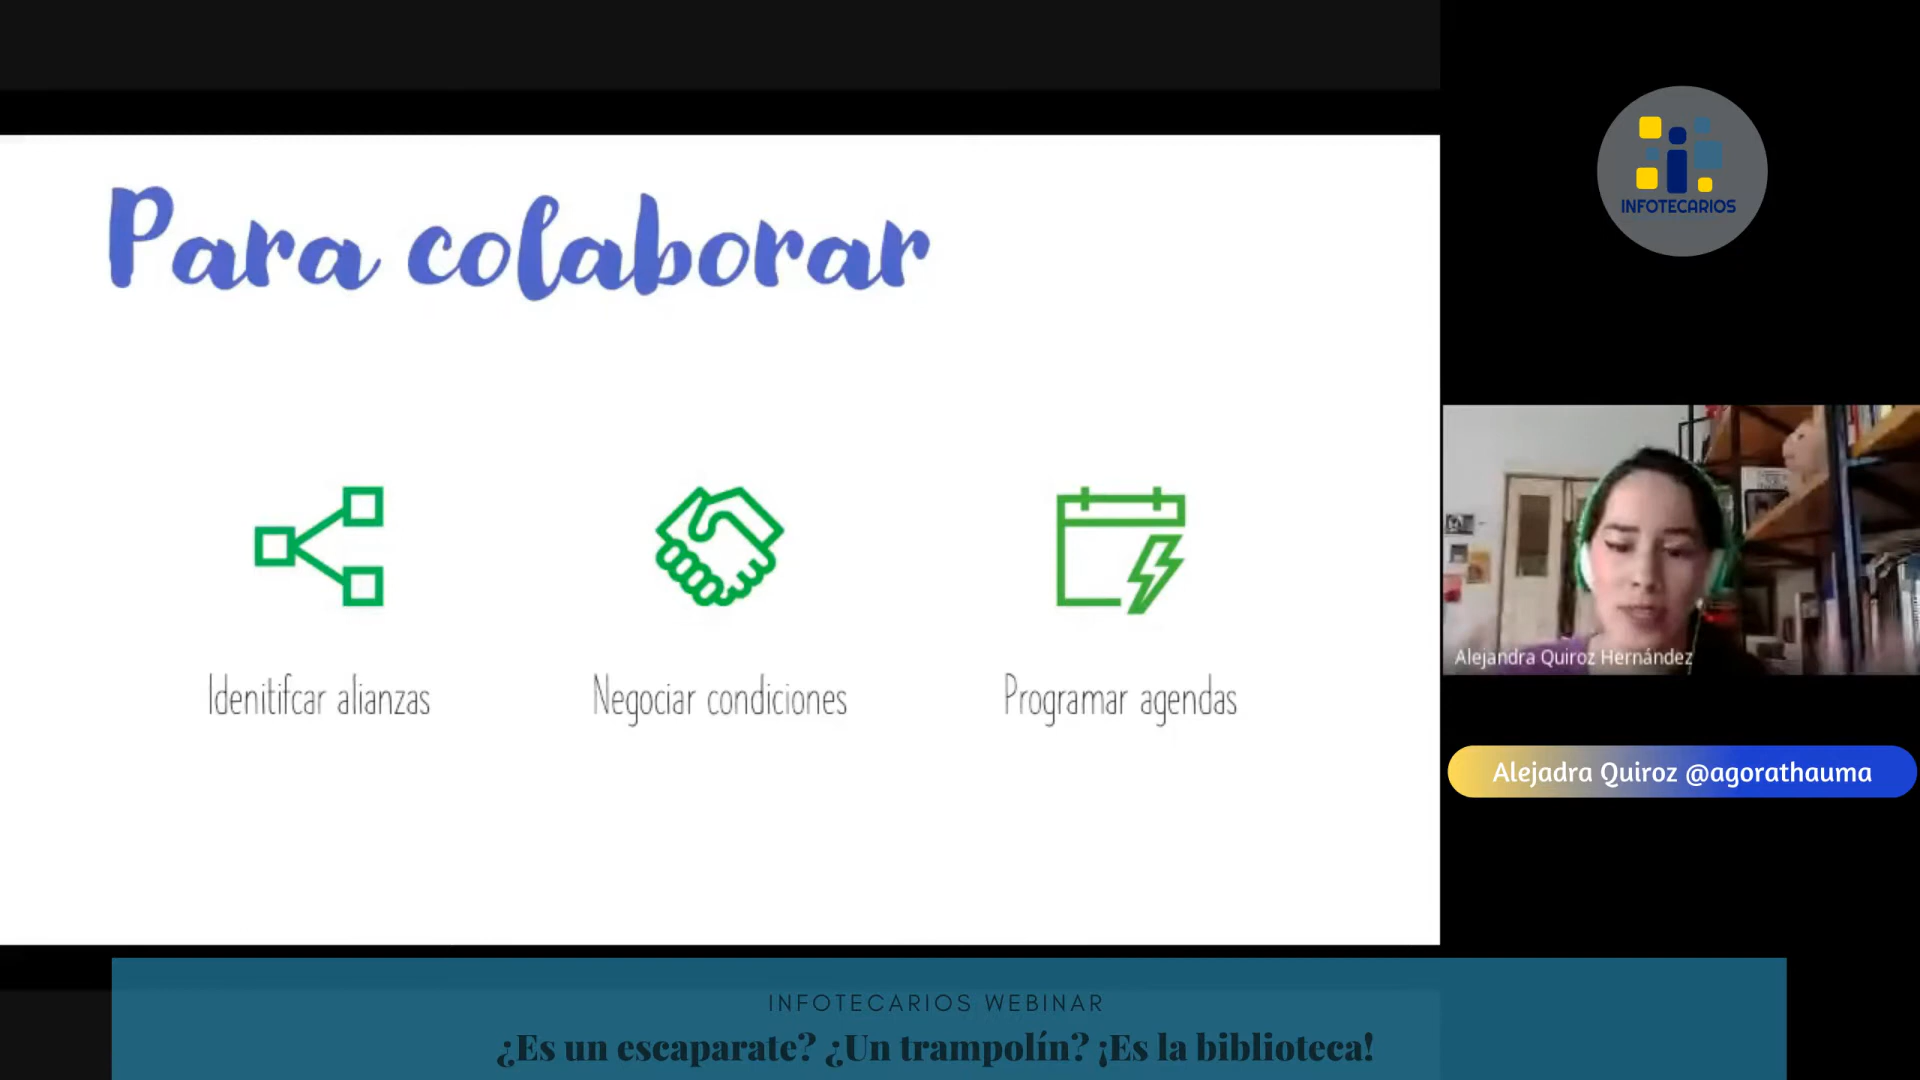 Para colaborar
Idenitifcar alianzas
Negociar condiciones
Programar agendas
INFOTECARIOS
Alejandra Quiroz Hernández
Alejadra Quiroz @agorathauma
INFOTECARIOS WEBINAR
¿Es un escaparate? ¿Un trampolín? ¡Es la biblioteca!